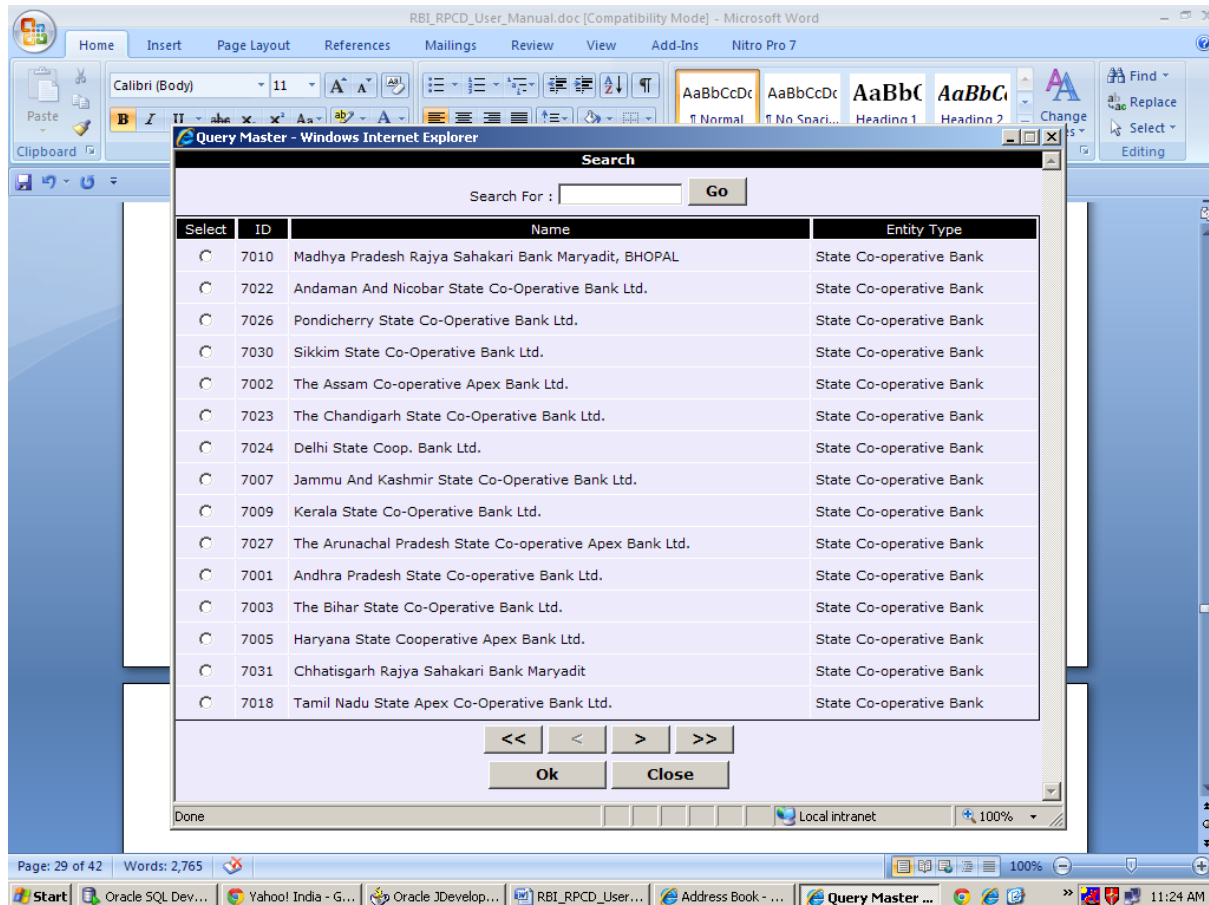 RBI_RPCD_User_Manual.doc [Compatibility Mode] - Microsoft Word
Home Insert Page Layout References Mailings Review View Add-Ins Nitro Pro 7
Calibri (Body) 11 Aa
Paste
B I U abc x x² Aa ab A
Clipboard
AaBbCcDc AaBbCcDc AaBb( AaBbC
¶ Normal ¶ No Spaci... Heading 1 Heading 2
Change
Find
Replace
Select
Editing
Query Master - Windows Internet Explorer
Search
Search For : Go
Select ID Name Entity Type
7010 Madhya Pradesh Rajya Sahakari Bank Maryadit, BHOPAL State Co-operative Bank
7022 Andaman And Nicobar State Co-Operative Bank Ltd. State Co-operative Bank
7026 Pondicherry State Co-Operative Bank Ltd. State Co-operative Bank
7030 Sikkim State Co-Operative Bank Ltd. State Co-operative Bank
7002 The Assam Co-operative Apex Bank Ltd. State Co-operative Bank
7023 The Chandigarh State Co-Operative Bank Ltd. State Co-operative Bank
7024 Delhi State Coop. Bank Ltd. State Co-operative Bank
7007 Jammu And Kashmir State Co-Operative Bank Ltd. State Co-operative Bank
7009 Kerala State Co-Operative Bank Ltd. State Co-operative Bank
7027 The Arunachal Pradesh State Co-operative Apex Bank Ltd. State Co-operative Bank
7001 Andhra Pradesh State Co-operative Bank Ltd. State Co-operative Bank
7003 The Bihar State Co-Operative Bank Ltd. State Co-operative Bank
7005 Haryana State Cooperative Apex Bank Ltd. State Co-operative Bank
7031 Chhatisgarh Rajya Sahakari Bank Maryadit State Co-operative Bank
7018 Tamil Nadu State Apex Co-Operative Bank Ltd. State Co-operative Bank
<< < > >>
Ok Close
Done Local intranet 100%
Page: 29 of 42 Words: 2,765 100%
Start Oracle SQL Dev... Yahoo! India - G... Oracle JDevelop... RBI_RPCD_User... Address Book - ... Query Master ... » 11:24 AM